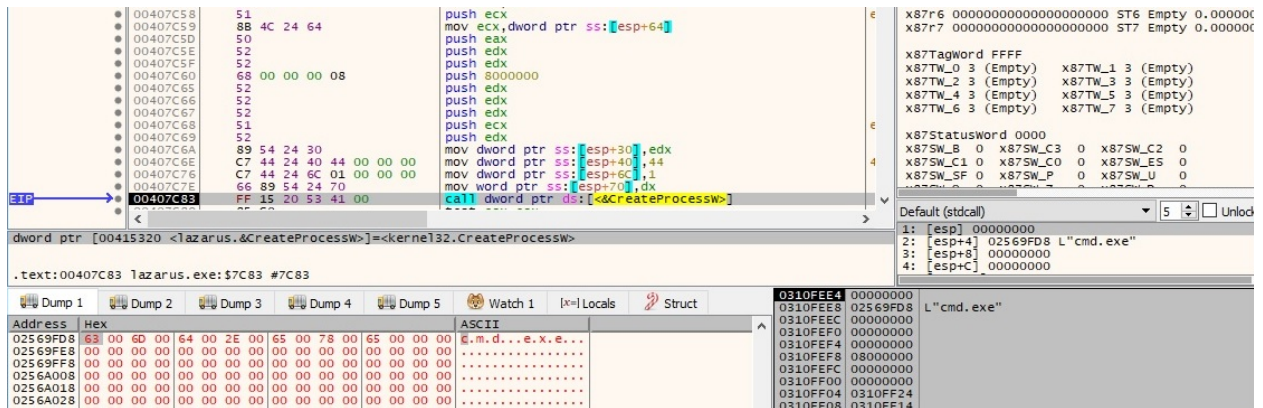 00407C58 51 push ecx
00407C59 8B 4C 24 64 mov ecx,dword ptr ss:[esp+64]
00407C5D 50 push eax
00407C5E 52 push edx
00407C5F 52 push edx
00407C60 68 00 00 00 08 push 8000000
00407C65 52 push edx
00407C66 52 push edx
00407C67 52 push edx
00407C68 51 push ecx
00407C69 52 push edx
00407C6A 89 54 24 30 mov dword ptr ss:[esp+30],edx
00407C6E C7 44 24 40 44 00 00 00 mov dword ptr ss:[esp+40],44
00407C76 C7 44 24 6C 01 00 00 00 mov dword ptr ss:[esp+6C],1
00407C7E 66 89 54 24 70 mov word ptr ss:[esp+70],dx
EIP 00407C83 FF 15 20 53 41 00 call dword ptr ds:[<&CreateProcessW>]
dword ptr [00415320 <lazarus.&CreateProcessW>]=<kernel32.CreateProcessW>
.text:00407C83 lazarus.exe:$7C83 #7C83
x87r6 00000000000000000000 ST6 Empty 0.00000
x87r7 00000000000000000000 ST7 Empty 0.00000
x87TagWord FFFF
x87TW_0 3 (Empty) x87TW_1 3 (Empty)
x87TW_2 3 (Empty) x87TW_3 3 (Empty)
x87TW_4 3 (Empty) x87TW_5 3 (Empty)
x87TW_6 3 (Empty) x87TW_7 3 (Empty)
x87StatusWord 0000
x87SW_B 0 x87SW_C3 0 x87SW_C2 0
x87SW_C1 0 x87SW_C0 0 x87SW_ES 0
x87SW_SF 0 x87SW_P 0 x87SW_U 0
Default (stdcall) 5 Unloc
1: [esp] 00000000
2: [esp+4] 02569FD8 L"cmd.exe"
3: [esp+8] 00000000
4: [esp+C] 00000000
Dump 1 Dump 2 Dump 3 Dump 4 Dump 5 Watch 1 [x=] Locals Struct
Address Hex ASCII
02569FD8 63 00 6D 00 64 00 2E 00 65 00 78 00 65 00 00 00 c.m.d...e.x.e...
02569FE8 00 00 00 00 00 00 00 00 00 00 00 00 00 00 00 00 ................
02569FF8 00 00 00 00 00 00 00 00 00 00 00 00 00 00 00 00 ................
0256A008 00 00 00 00 00 00 00 00 00 00 00 00 00 00 00 00 ................
0256A018 00 00 00 00 00 00 00 00 00 00 00 00 00 00 00 00 ................
0256A028 00 00 00 00 00 00 00 00 00 00 00 00 00 00 00 00 ................
0310FEE4 00000000
0310FEE8 02569FD8 L"cmd.exe"
0310FEEC 00000000
0310FEF0 00000000
0310FEF4 00000000
0310FEF8 08000000
0310FEFC 00000000
0310FF00 00000000
0310FF04 0310FF24
0310FF08 0310FF14